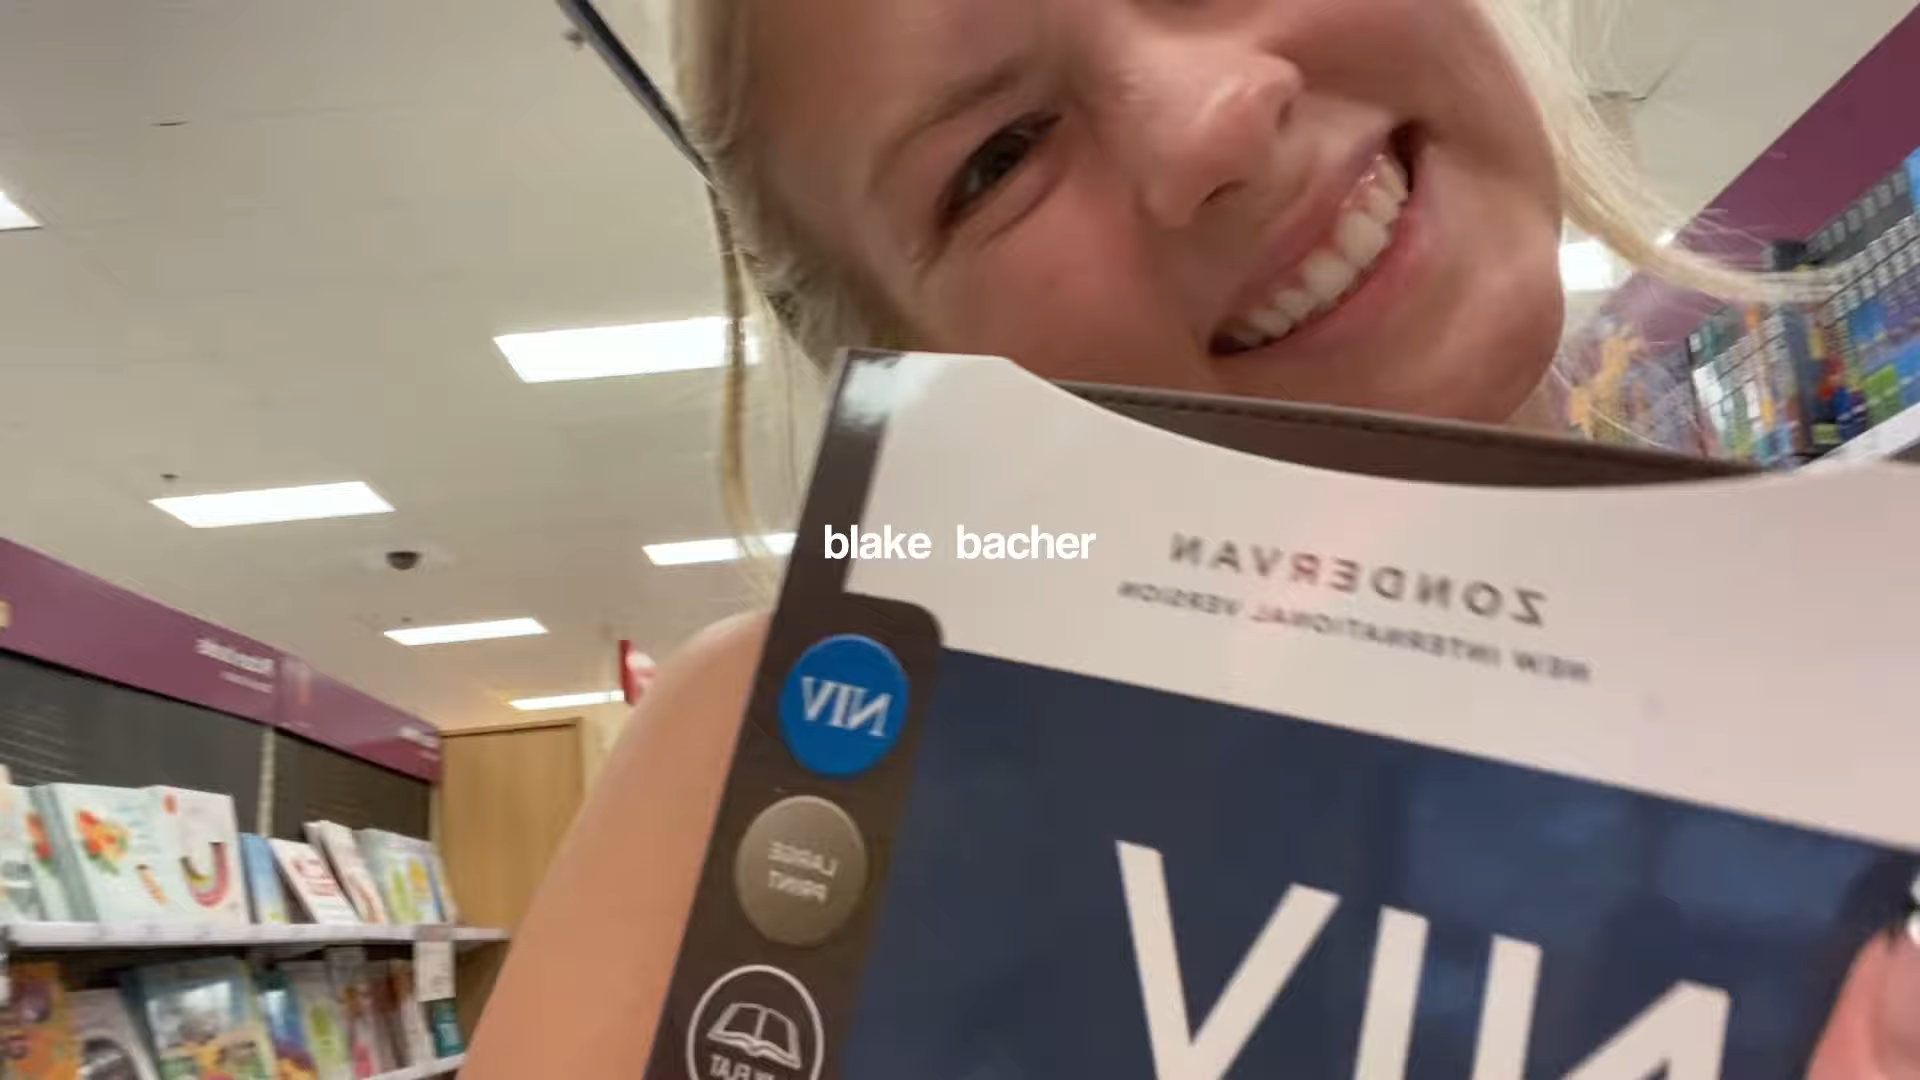 blake bacher
ZONDERVAN
NEW INTERNATIONAL VERSION
NIV
LARGE
PRINT
NIV